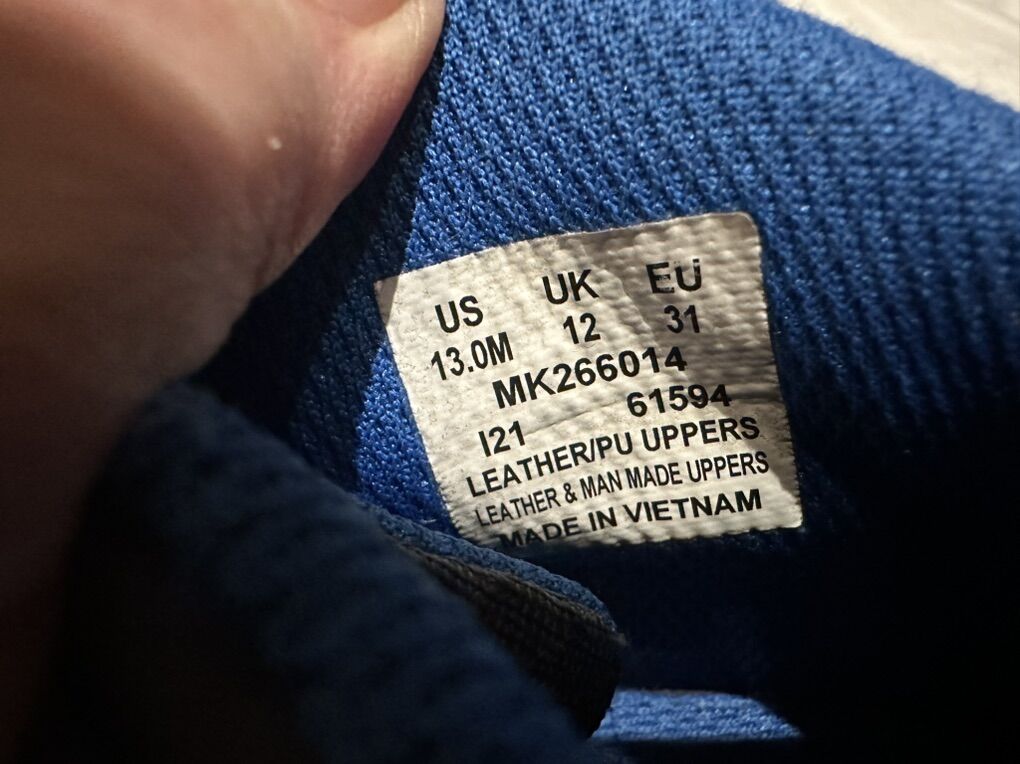 US UK EU
13.0M 12 31
MK266014
I21 61594
LEATHER/PU UPPERS
LEATHER & MAN MADE UPPERS
MADE IN VIETNAM